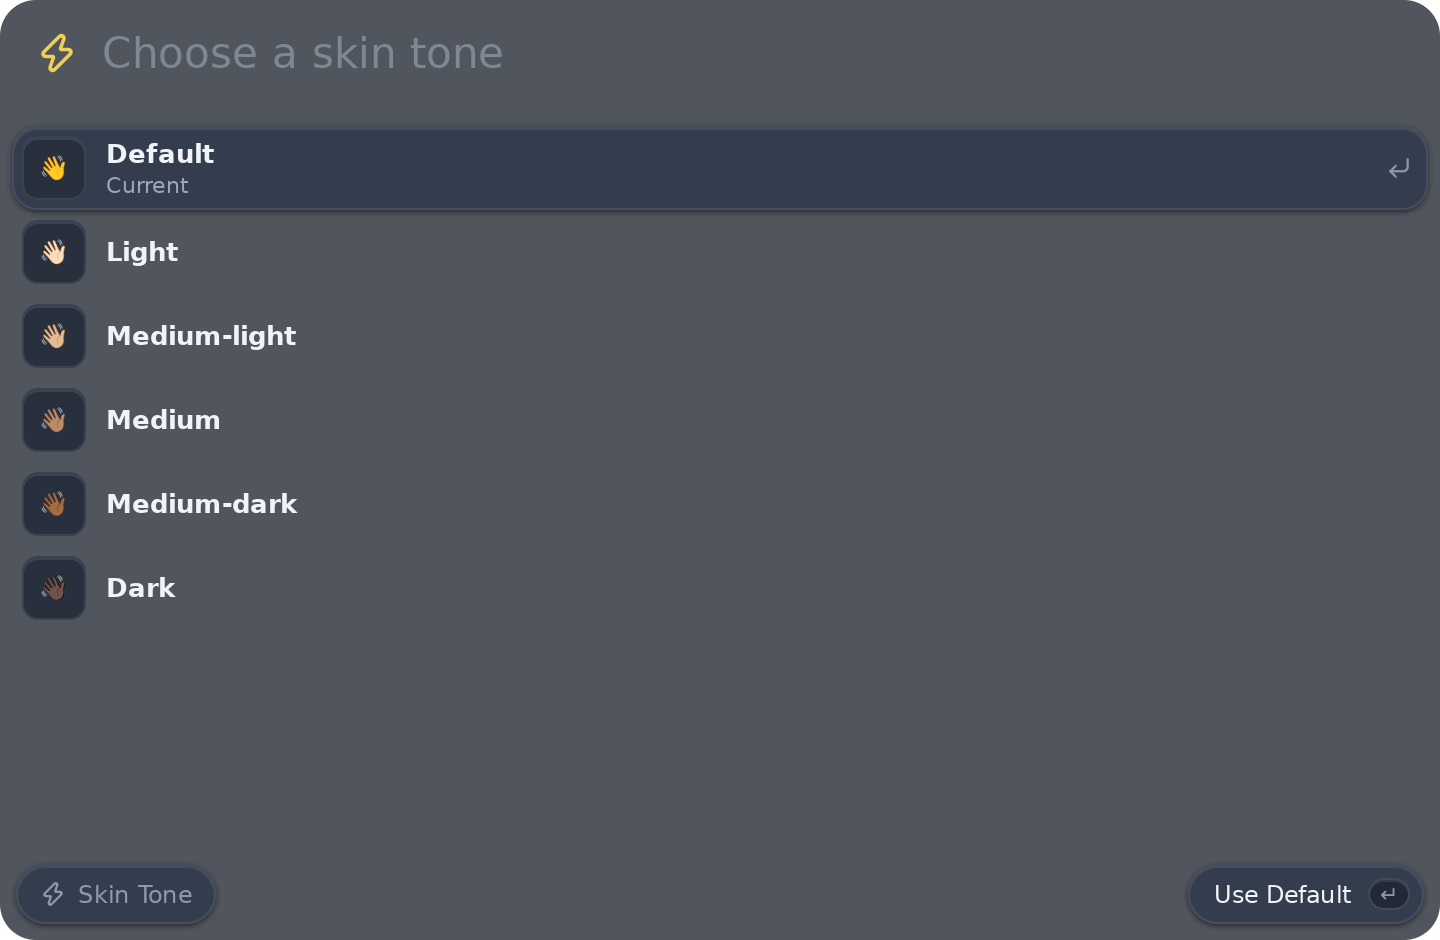 Choose a skin tone
Default
Current
Light
Medium-light
Medium
Medium-dark
Dark
Skin Tone
Use Default